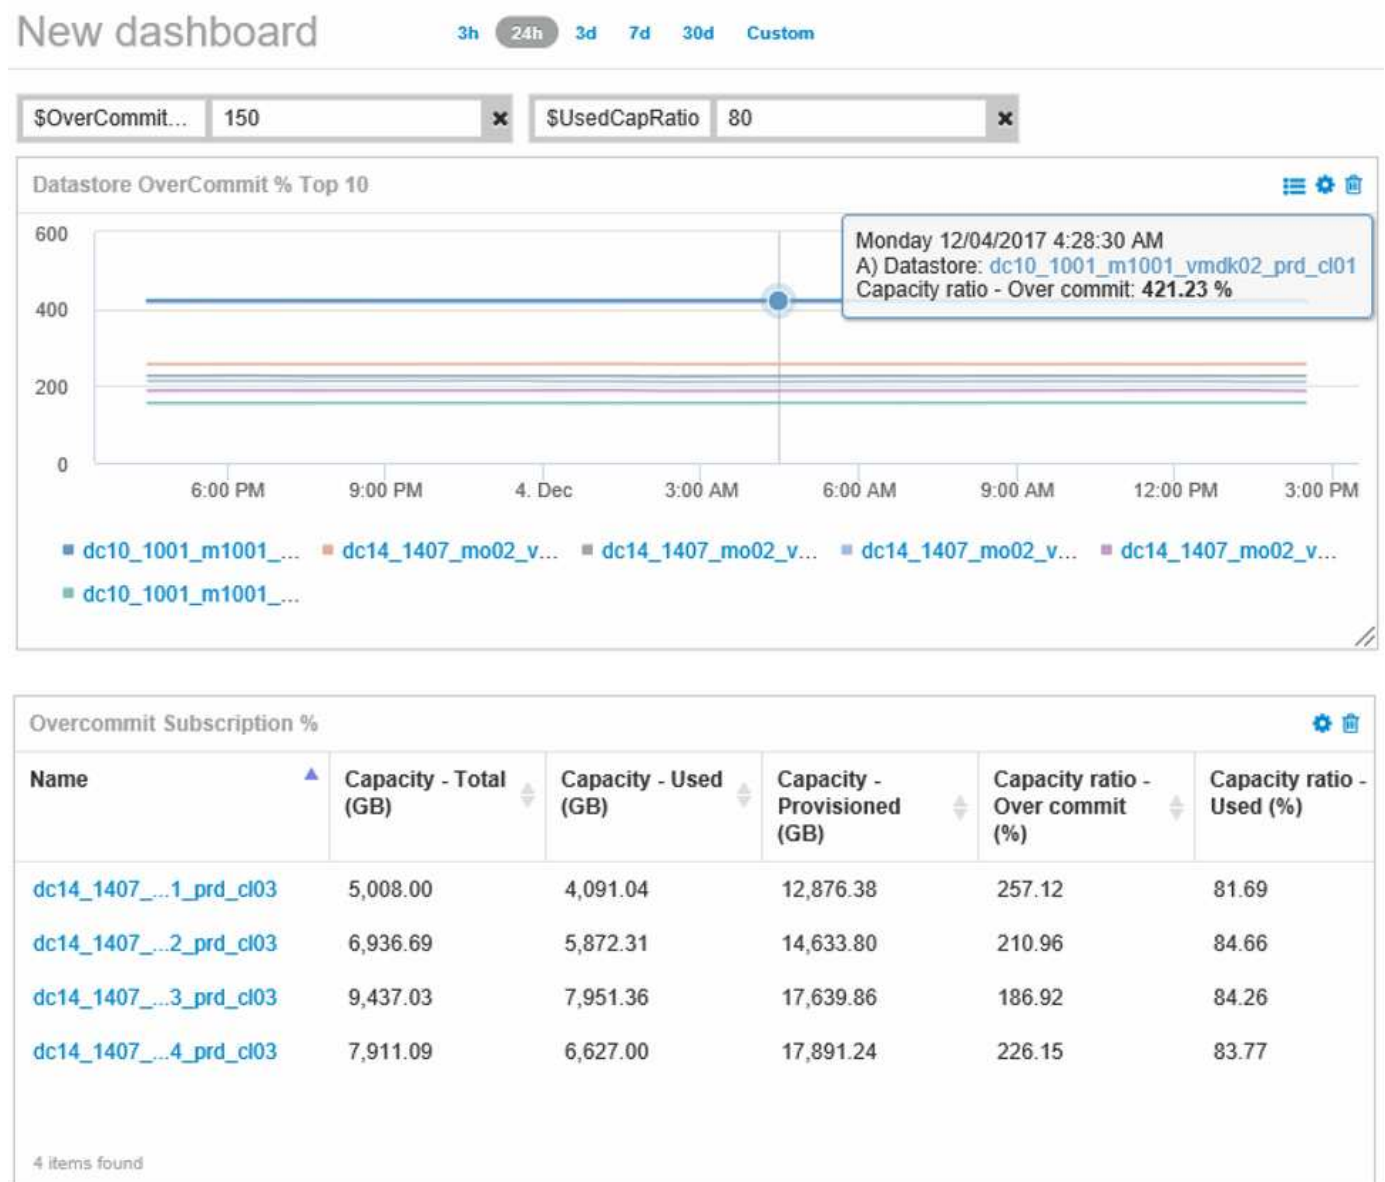 New dashboard 3h 24h 3d 7d 30d Custom
$OverCommit... 150 $UsedCapRatio 80
Datastore OverCommit % Top 10
600
400
200
0
Monday 12/04/2017 4:28:30 AM
A) Datastore: dc10_1001_m1001_vmdk02_prd_cl01
Capacity ratio - Over commit: 421.23 %
6:00 PM 9:00 PM 4. Dec 3:00 AM 6:00 AM 9:00 AM 12:00 PM 3:00 PM
dc10_1001_m1001_... dc14_1407_mo02_v... dc14_1407_mo02_v... dc14_1407_mo02_v... dc14_1407_mo02_v...
dc10_1001_m1001_...
Overcommit Subscription %
Name Capacity - Total Capacity - Used Capacity - Capacity ratio - Capacity ratio -
(GB) (GB) Provisioned Over commit Used (%)
(GB) (%)
dc14_1407_...1_prd_cl03 5,008.00 4,091.04 12,876.38 257.12 81.69
dc14_1407_...2_prd_cl03 6,936.69 5,872.31 14,633.80 210.96 84.66
dc14_1407_...3_prd_cl03 9,437.03 7,951.36 17,639.86 186.92 84.26
dc14_1407_...4_prd_cl03 7,911.09 6,627.00 17,891.24 226.15 83.77
4 items found